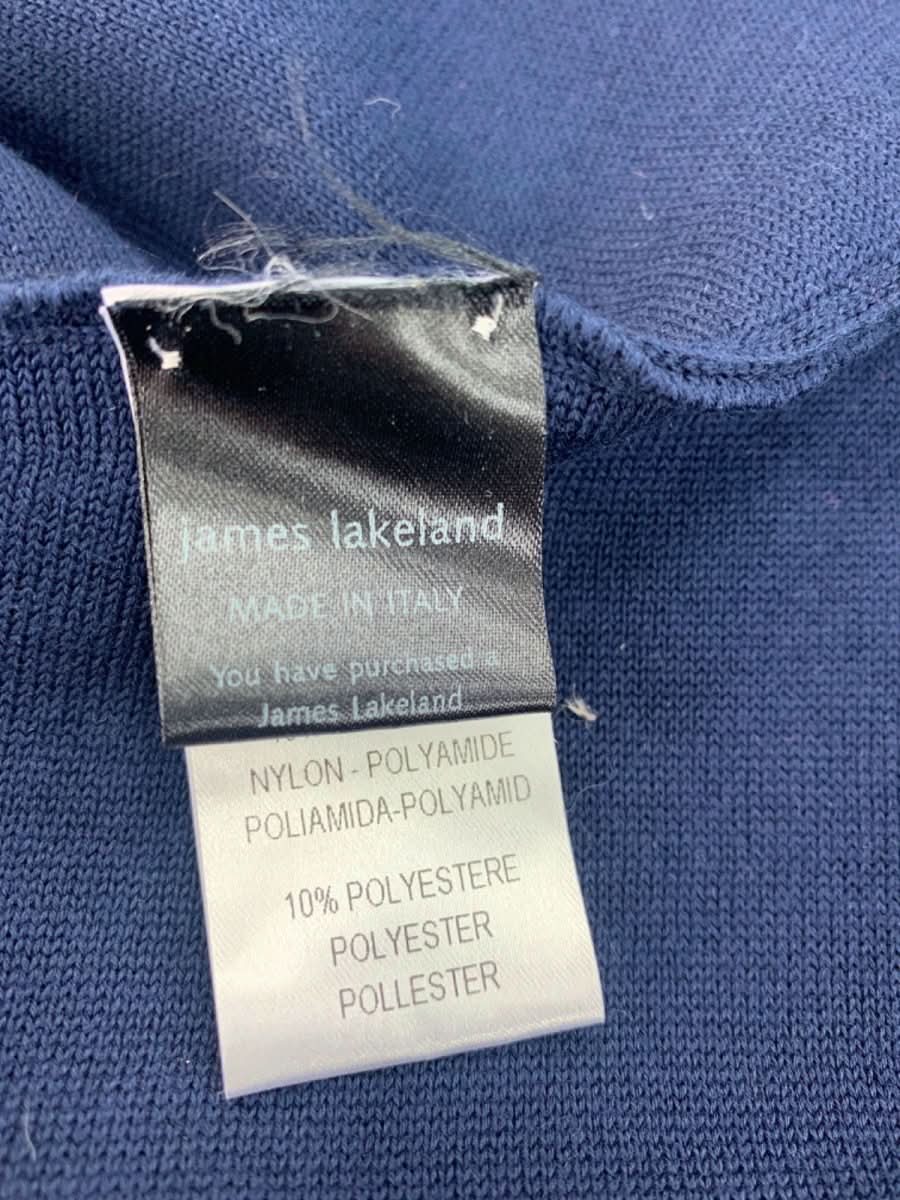 james lakeland
MADE IN ITALY
You have purchased a
James Lakeland
NYLON - POLYAMIDE
POLIAMIDA-POLYAMID
10% POLYESTERE
POLYESTER
POLLESTER